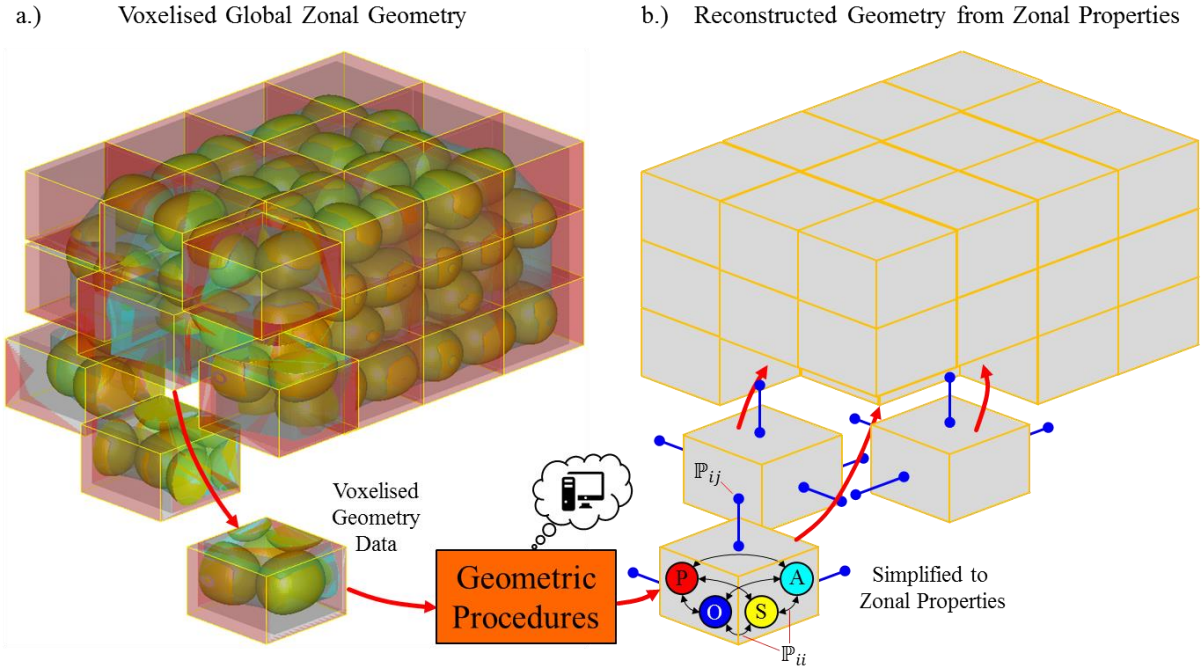 a.) Voxelised Global Zonal Geometry
b.) Reconstructed Geometry from Zonal Properties
Voxelised
Geometry
Data
Geometric
Procedures
ℙij
P
A
O
S
ℙii
Simplified to
Zonal Properties